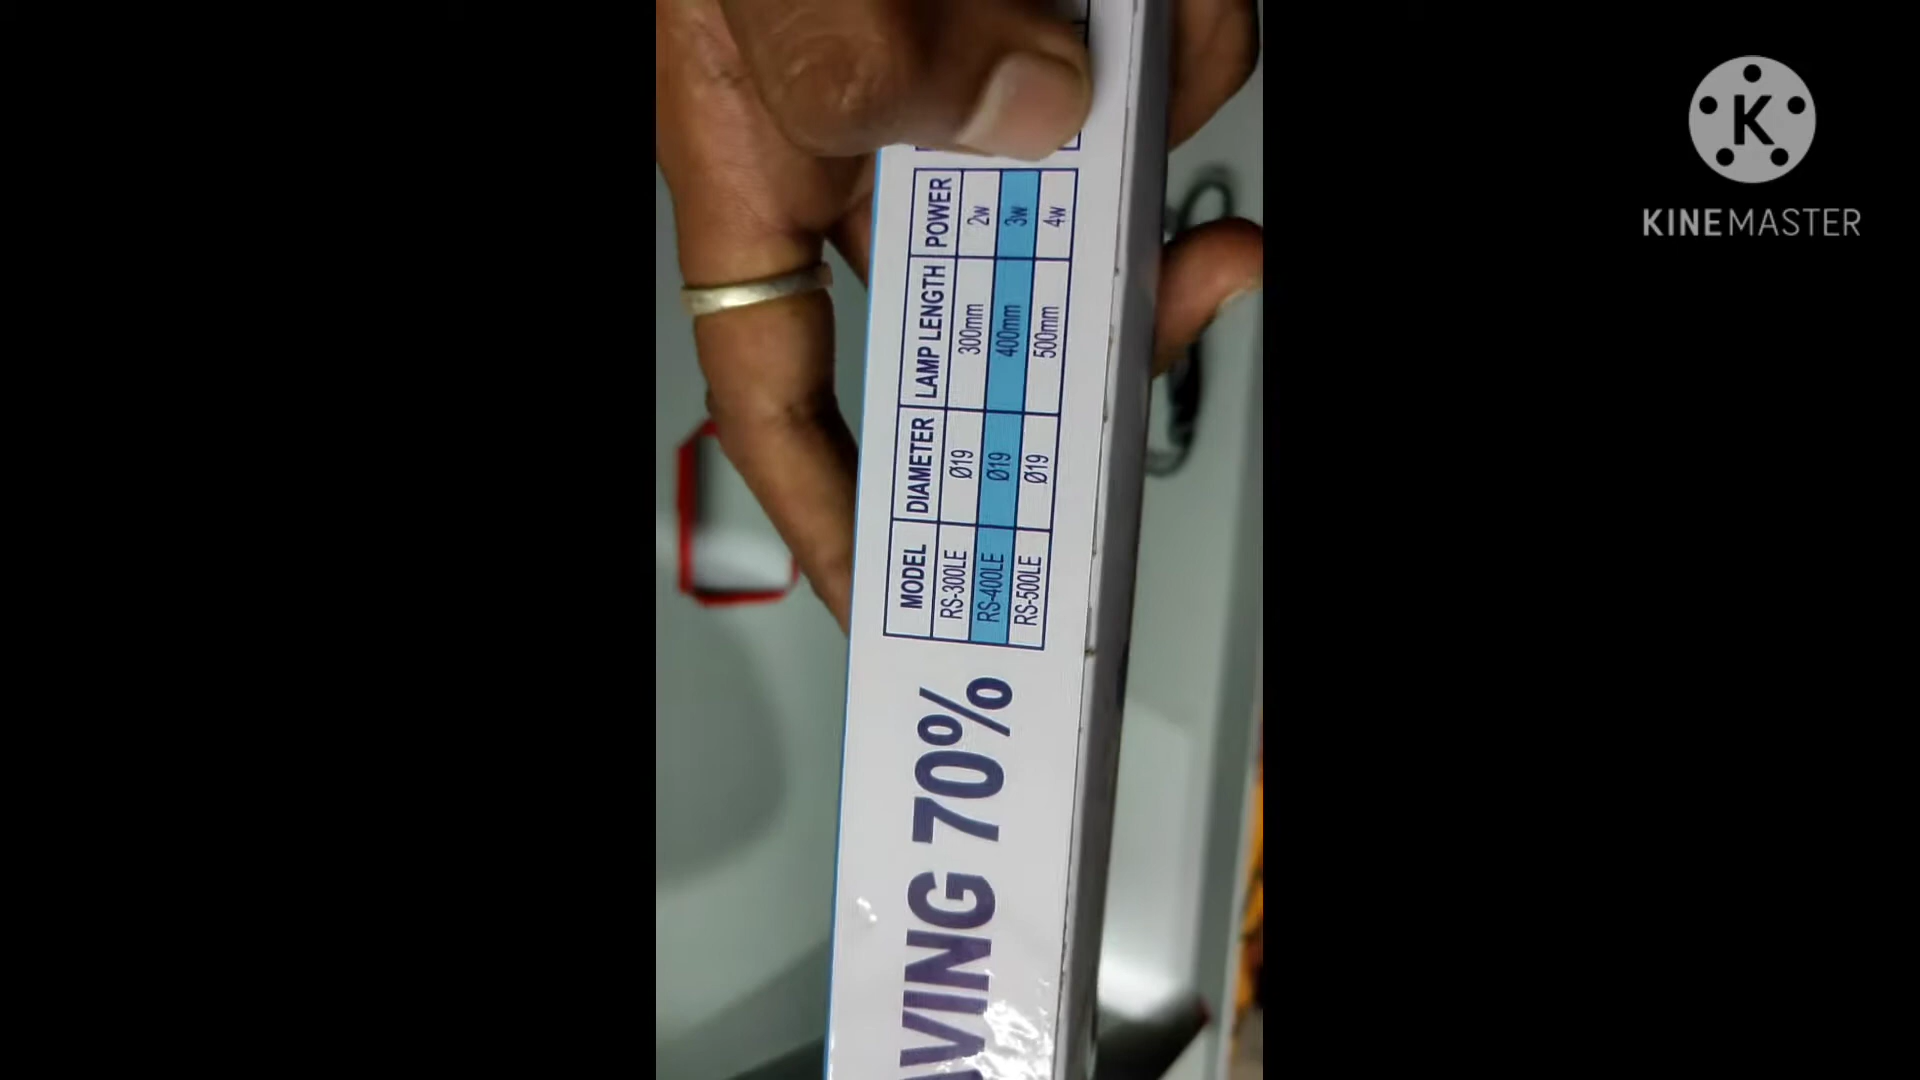 MODEL DIAMETER LAMP LENGTH POWER
RS-300LE Ø19 300mm 2w
RS-400LE Ø19 400mm 3w
RS-500LE Ø19 500mm 4w
AVING 70%
K
KINEMASTER